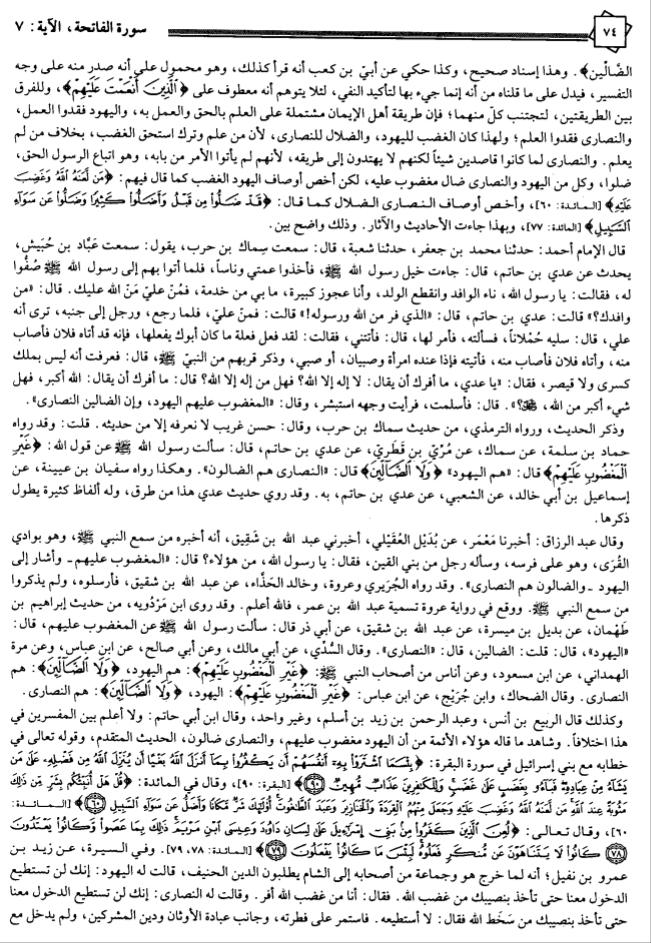 ٧٤
سورة الفاتحة، الآية: ٧
الضَّالِّين﴾. وهذا إسناد صحيح، وكذا حكي عن أبيّ بن كعب أنه قرأ كذلك، وهو محمول على أنه صدر منه على وجه
التفسير، فيدل على ما قلناه من أنه إنما جيء بها لتأكيد النفي، لئلا يتوهم أنه معطوف على ﴿الَّذِينَ أَنْعَمْتَ عَلَيْهِمْ﴾، وللفرق
بين الطريقتين، لتجتنب كلّ منهما؛ فإن طريقة أهل الإيمان مشتملة على العلم بالحق والعمل به، واليهود فقدوا العمل،
والنصارى فقدوا العلم؛ ولهذا كان الغضب لليهود، والضلال للنصارى، لأن من علم وترك استحق الغضب، بخلاف من لم
يعلم. والنصارى لما كانوا قاصدين شيئاً لكنهم لا يهتدون إلى طريقه، لأنهم لم يأتوا الأمر من بابه، وهو اتباع الرسول الحق،
ضلوا، وكل من اليهود والنصارى ضال مغضوب عليه، لكن أخص أوصاف اليهود الغضب كما قال فيهم: ﴿مَن لَّعَنَهُ اللَّهُ وَغَضِبَ
عَلَيْهِ﴾ [المائدة: ٦٠]، وأخص أوصاف النصارى الضلال كما قال: ﴿قَدْ ضَلُّوا مِن قَبْلُ وَأَضَلُّوا كَثِيرًا وَضَلُّوا عَن سَوَآءِ
السَّبِيلِ﴾ [المائدة: ٧٧]، وبهذا جاءت الأحاديث والآثار. وذلك واضح بين.
قال الإمام أحمد: حدثنا محمد بن جعفر، حدثنا شعبة، قال: سمعت سِماك بن حرب، يقول: سمعت عَبَّاد بن حُبَيش،
يحدث عن عدي بن حاتم، قال: جاءت خيل رسول الله ﷺ، فأخذوا عمتي وناساً، فلما أتوا بهم إلى رسول الله ﷺ صُفُّوا
له، فقالت: يا رسول الله، ناء الوافد وانقطع الولد، وأنا عجوز كبيرة، ما بي من خدمة، فمُنّ عليّ مَنَّ الله عليك. قال: «من
وافدك؟» قالت: عدي بن حاتم، قال: «الذي فر من الله ورسوله!» قالت: فمنّ عليّ، فلما رجع، ورجل إلى جنبه، ترى أنه
علي، قال: سليه حُمْلاناً، فسألته، فأمر لها، قال: فأتتني، فقالت: لقد فعل فعلة ما كان أبوك يفعلها، فإنه قد أتاه فلان فأصاب
منه، وأتاه فلان فأصاب منه، فأتيته فإذا عنده امرأة وصبيان، أو صبي، وذكر قربهم من النبي ﷺ، قال: فعرفت أنه ليس بملك
كسرى ولا قيصر، فقال: «يا عدي، ما أفرك أن يقال: لا إله إلا الله؟ فهل من إله إلا الله؟ قال: ما أفرك أن يقال: الله أكبر، فهل
شيء أكبر من الله، ﷻ؟». قال: فأسلمت، فرأيت وجهه استبشر، وقال: «المغضوب عليهم اليهود، وإن الضالين النصارى».
وذكر الحديث، ورواه الترمذي، من حديث سماك بن حرب، وقال: حسن غريب لا نعرفه إلا من حديثه. قلت: وقد رواه
حماد بن سلمة، عن سماك، عن مُرِّيّ بن قَطَرِيّ، عن عدي بن حاتم، قال: سألت رسول الله ﷺ عن قول الله: ﴿غَيْرِ
الْمَغْضُوبِ عَلَيْهِمْ﴾ قال: «هم اليهود» ﴿وَلَا الضَّآلِّينَ﴾ قال: «النصارى هم الضالون». وهكذا رواه سفيان بن عيينة، عن
إسماعيل بن أبي خالد، عن الشعبي، عن عدي بن حاتم، به. وقد روي حديث عدي هذا من طرق، وله ألفاظ كثيرة يطول
ذكرها.
وقال عبد الرزاق: أخبرنا مَعْمَر، عن بُدَيْل العُقَيْلي، أخبرني عبد الله بن شَقِيق، أنه أخبره من سمع النبي ﷺ، وهو بوادي
القُرَى، وهو على فرسه، وسأله رجل من بني القين، فقال: يا رسول الله، من هؤلاء؟ قال: «المغضوب عليهم- وأشار إلى
اليهود - والضالون هم النصارى». وقد رواه الجُرَيري وعروة، وخالد الحَذَّاء، عن عبد الله بن شقيق، فأرسلوه، ولم يذكروا
من سمع النبي ﷺ. ووقع في رواية عروة تسمية عبد الله بن عمر، فالله أعلم. وقد روى ابن مَرْدُويه، من حديث إبراهيم بن
طَهْمان، عن بديل بن ميسرة، عن عبد الله بن شقيق، عن أبي ذر قال: سألت رسول الله ﷺ عن المغضوب عليهم، قال:
«اليهود»، قال: قلت: الضالين، قال: «النصارى». وقال السُّدّي، عن أبي مالك، وعن أبي صالح، عن ابن عباس، وعن مرة
الهمداني، عن ابن مسعود، وعن أناس من أصحاب النبي ﷺ: ﴿غَيْرِ الْمَغْضُوبِ عَلَيْهِمْ﴾: هم اليهود، ﴿وَلَا الضَّآلِّينَ﴾: هم
النصارى. وقال الضحاك، وابن جُرَيْج، عن ابن عباس: ﴿غَيْرِ الْمَغْضُوبِ عَلَيْهِمْ﴾: اليهود، ﴿وَلَا الضَّآلِّينَ﴾: هم النصارى.
وكذلك قال الربيع بن أنس، وعبد الرحمن بن زيد بن أسلم، وغير واحد، وقال ابن أبي حاتم: ولا أعلم بين المفسرين في
هذا اختلافاً. وشاهد ما قاله هؤلاء الأئمة من أن اليهود مغضوب عليهم، والنصارى ضالون، الحديث المتقدم، وقوله تعالى في
خطابه مع بني إسرائيل في سورة البقرة: ﴿بِئْسَمَا اشْتَرَوْا بِهِ أَنفُسَهُمْ أَن يَكْفُرُوا بِمَآ أَنزَلَ اللَّهُ بَغْيًا أَن يُنَزِّلَ اللَّهُ مِن فَضْلِهِ عَلَى مَن
يَشَآءُ مِنْ عِبَادِهِ فَبَآءُو بِغَضَبٍ عَلَى غَضَبٍ وَلِلْكَٰفِرِينَ عَذَابٌ مُّهِينٌ ٩٠﴾ [البقرة: ٩٠]، وقال في المائدة: ﴿قُلْ هَلْ أُنَبِّئُكُم بِشَرٍّ مِّن ذَٰلِكَ
مَثُوبَةً عِندَ اللَّهِ مَن لَّعَنَهُ اللَّهُ وَغَضِبَ عَلَيْهِ وَجَعَلَ مِنْهُمُ الْقِرَدَةَ وَالْخَنَازِيرَ وَعَبَدَ الطَّاغُوتَ أُولَٰٓئِكَ شَرٌّ مَّكَانًا وَأَضَلُّ عَن سَوَآءِ السَّبِيلِ ٦٠﴾ [المائدة:
٦٠]، وقال تعالى: ﴿لُعِنَ الَّذِينَ كَفَرُوا مِنۢ بَنِىٓ إِسْرَٰٓءِيلَ عَلَى لِسَانِ دَاوُدَ وَعِيسَى ابْنِ مَرْيَمَ ذَٰلِكَ بِمَا عَصَوا وَّكَانُوا يَعْتَدُونَ
٧٨ كَانُوا لَا يَتَنَاهَوْنَ عَن مُّنكَرٍ فَعَلُوهُ لَبِئْسَ مَا كَانُوا يَفْعَلُونَ ٧٩﴾ [المائدة: ٧٨، ٧٩]. وفي السيرة، عن زيد بن
عمرو بن نفيل؛ أنه لما خرج هو وجماعة من أصحابه إلى الشام يطلبون الدين الحنيف، قالت له اليهود: إنك لن تستطيع
الدخول معنا حتى تأخذ بنصيبك من غضب الله. فقال: أنا من غضب الله أفر. وقالت له النصارى: إنك لن تستطيع الدخول معنا
حتى تأخذ بنصيبك من سَخَط الله فقال: لا أستطيعه. فاستمر على فطرته، وجانب عبادة الأوثان ودين المشركين، ولم يدخل مع